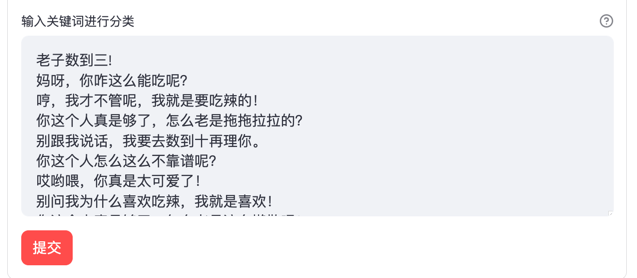 输入关键词进行分类
老子数到三!
妈呀，你咋这么能吃呢?
哼，我才不管呢，我就是要吃辣的!
你这个人真是够了，怎么老是拖拖拉拉的?
别跟我说话，我要去数到十再理你。
你这个人怎么这么不靠谱呢?
哎哟喂，你真是太可爱了!
别问我为什么喜欢吃辣，我就是喜欢!
提交